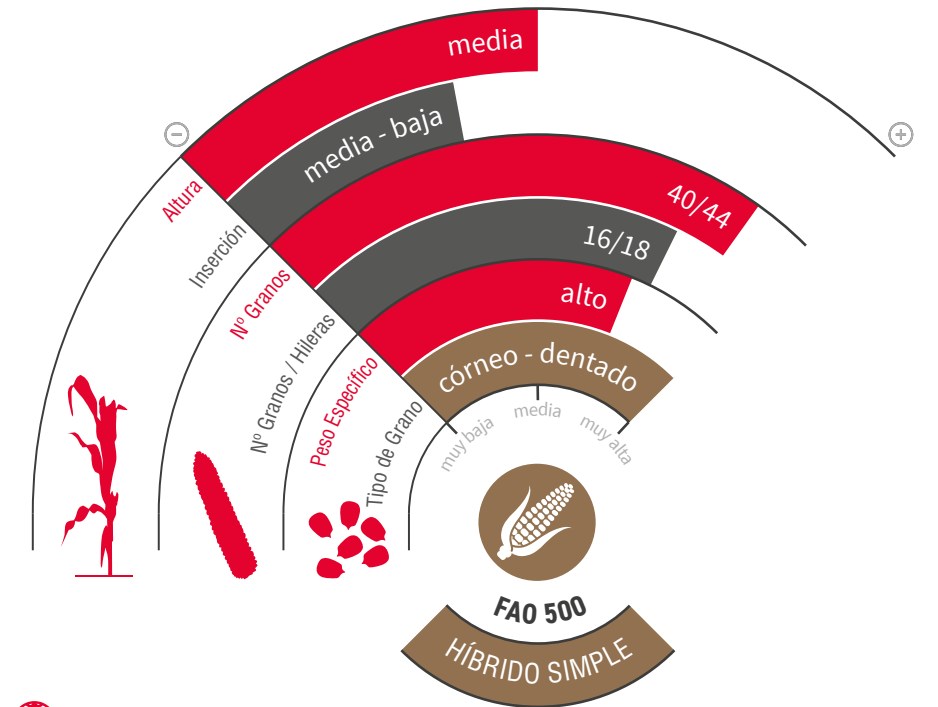 media
media - baja
40/44
16/18
alto
córneo - dentado
Altura
Inserción
Nº Granos
Nº Granos / Hileras
Peso Específico
Tipo de Grano
muy baja
media
muy alta
FAO 500
HÍBRIDO SIMPLE